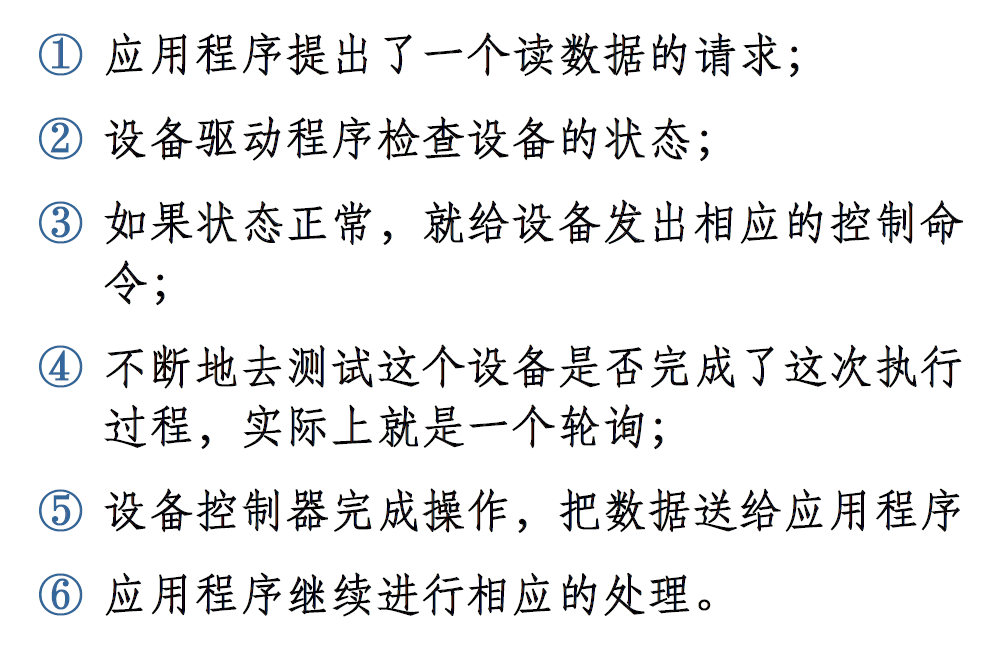 ① 应用程序提出了一个读数据的请求；
② 设备驱动程序检查设备的状态；
③ 如果状态正常，就给设备发出相应的控制命
令；
④ 不断地去测试这个设备是否完成了这次执行
过程，实际上就是一个轮询；
⑤ 设备控制器完成操作，把数据送给应用程序
⑥ 应用程序继续进行相应的处理。